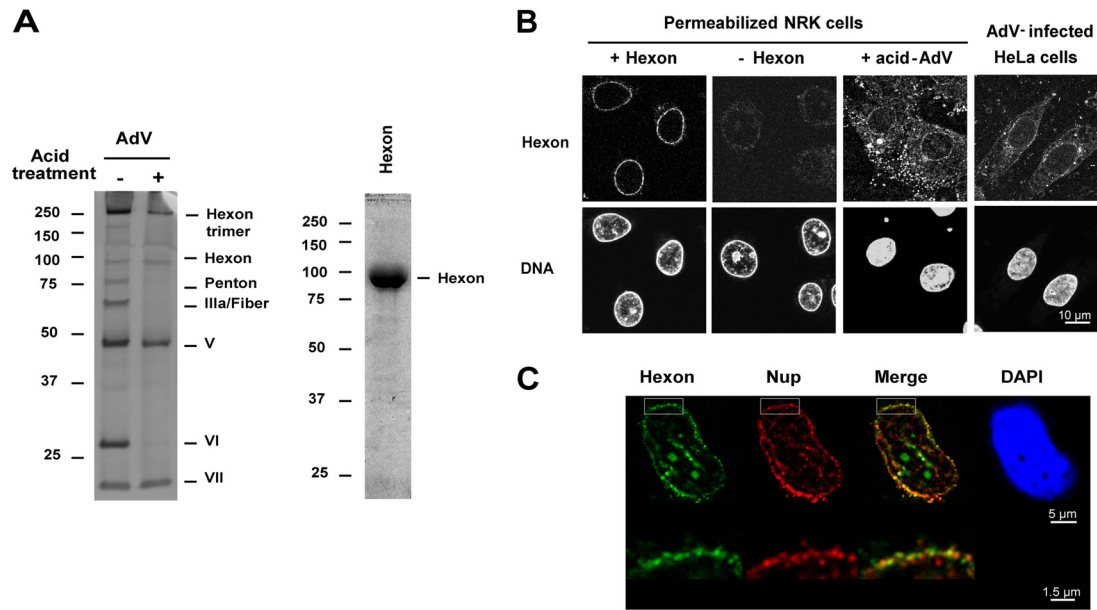 A
AdV
Acid
treatment
- +
250
150
100
75
50
37
25
Hexon
trimer
Hexon
Penton
IIIa/Fiber
V
VI
VII
Hexon
250
150
100
75
50
37
25
Hexon
B
Permeabilized NRK cells
AdV- infected
HeLa cells
+ Hexon
- Hexon
+ acid-AdV
Hexon
DNA
10 µm
C
Hexon
Nup
Merge
DAPI
5 µm
1.5 µm